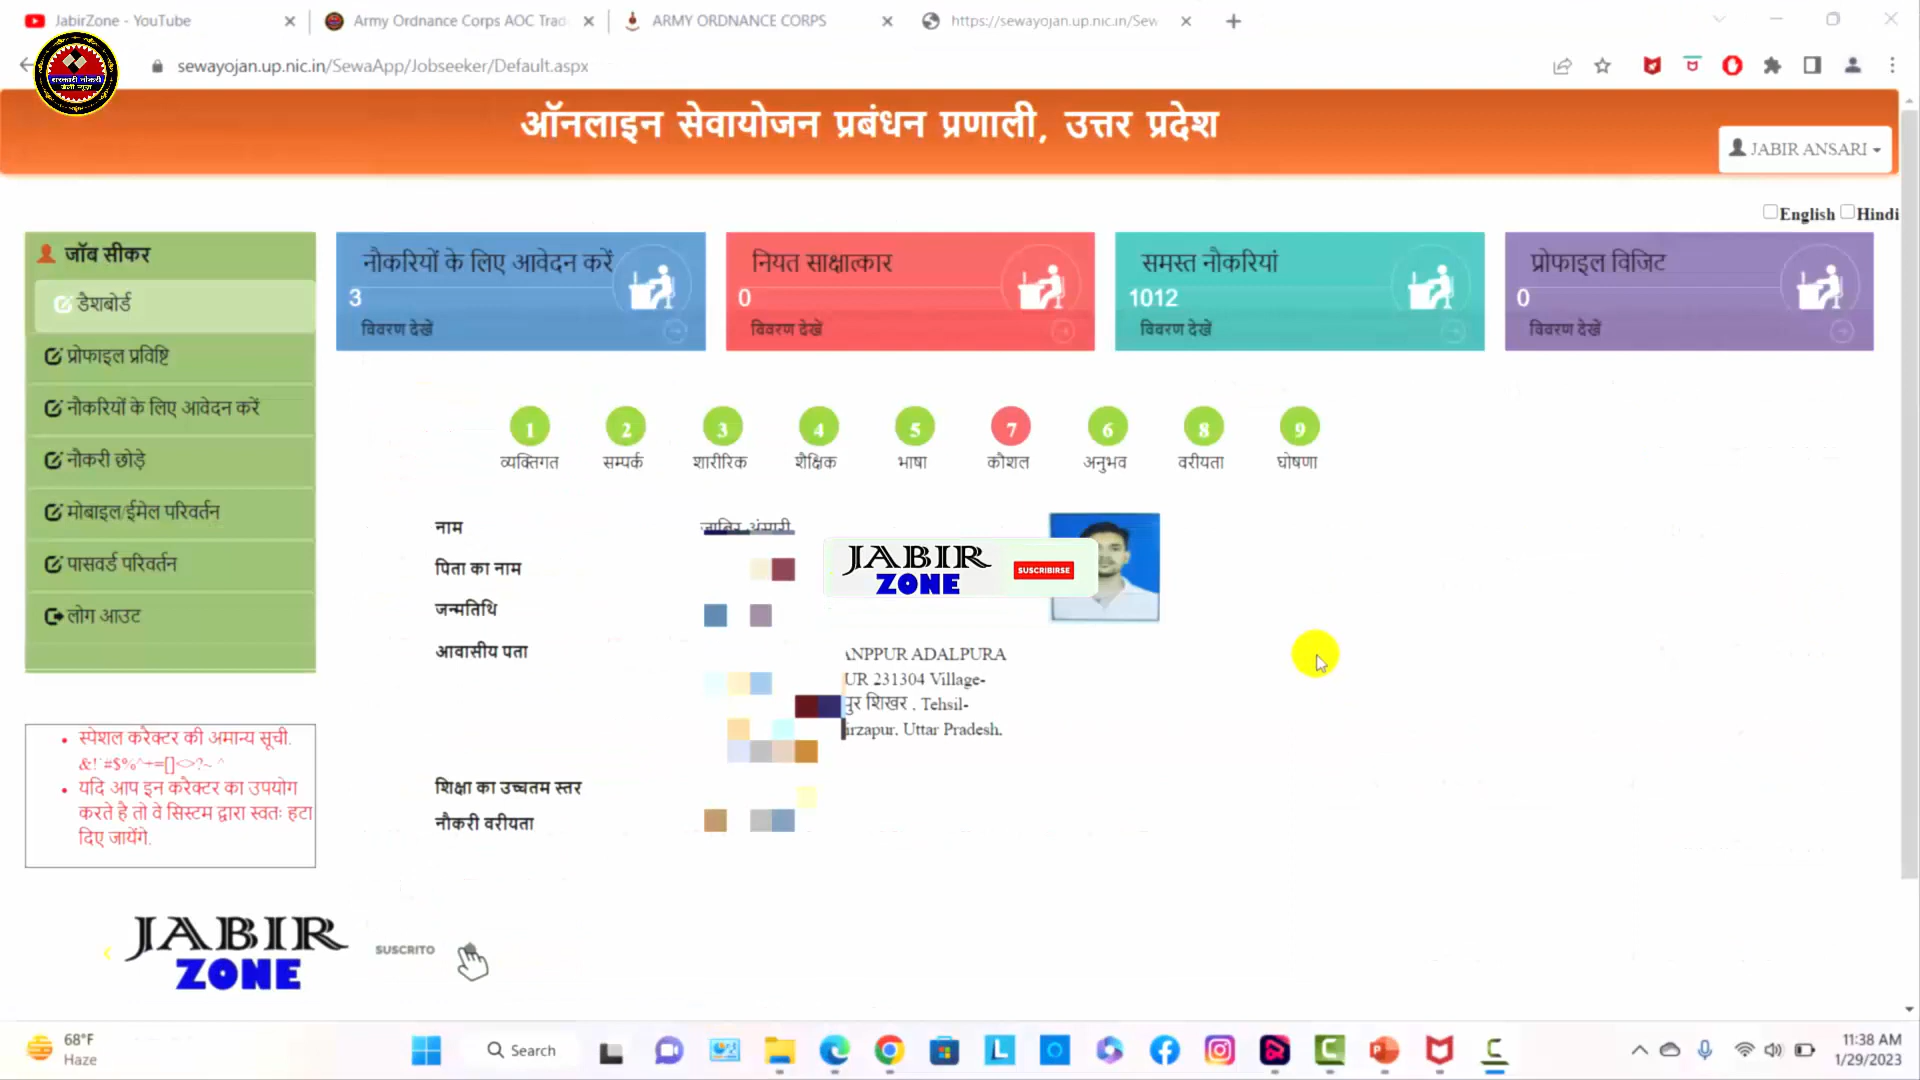 JabirZone - YouTube
Army Ordnance Corps AOC Trad
ARMY ORDNANCE CORPS
https://sewayojan.up.nic.in/Sew
sewayojan.up.nic.in/SewaApp/Jobseeker/Default.aspx
सरकारी नौकरी
ऑनलाइन सेवायोजन प्रबंधन प्रणाली, उत्तर प्रदेश
JABIR ANSARI
English Hindi
जॉब सीकर
डैशबोर्ड
प्रोफाइल प्रविष्टि
नौकरियों के लिए आवेदन करें
नौकरी छोड़े
मोबाइल/ईमेल परिवर्तन
पासवर्ड परिवर्तन
लोग आउट
नौकरियों के लिए आवेदन करें
3
विवरण देखें
नियत साक्षात्कार
0
विवरण देखें
समस्त नौकरियां
1012
विवरण देखें
प्रोफाइल विजिट
0
विवरण देखें
1 2 3 4 5 7 6 8 9
व्यक्तिगत सम्पर्क शारीरिक शैक्षिक भाषा कौशल अनुभव वरीयता घोषणा
नाम
पिता का नाम
जन्मतिथि
आवासीय पता
ANPPUR ADALPURA
UR 231304 Village-
पुर शिखर , Tehsil-
irzapur, Uttar Pradesh,
शिक्षा का उच्चतम स्तर
नौकरी वरीयता
JABIR
ZONE
SUSCRIBIRSE
स्पेशल करैक्टर की अमान्य सूची.
यदि आप इन करैक्टर का उपयोग
करते है तो वे सिस्टम द्वारा स्वतः हटा
दिए जायेंगे.
JABIR
ZONE
SUSCRITO
68°F
Haze
Search
11:38 AM
1/29/2023